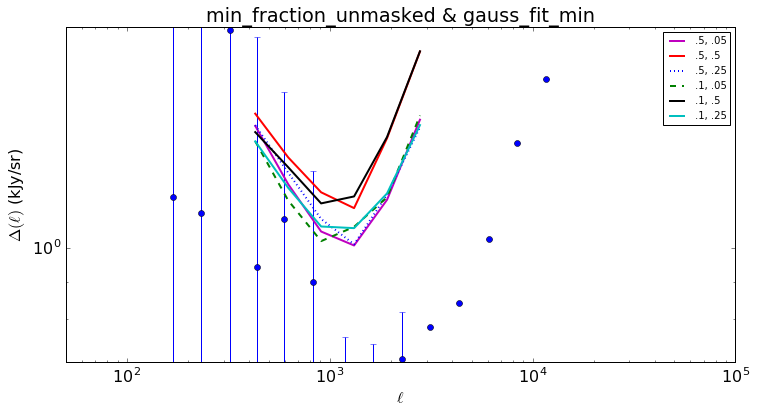 min_fraction_unmasked & gauss_fit_min
.5, .05
.5, .5
.5, .25
.1, .05
.1, .5
.1, .25
Δ(ℓ) (kJy/sr)
10⁰
10² 10³ 10⁴ 10⁵
ℓ